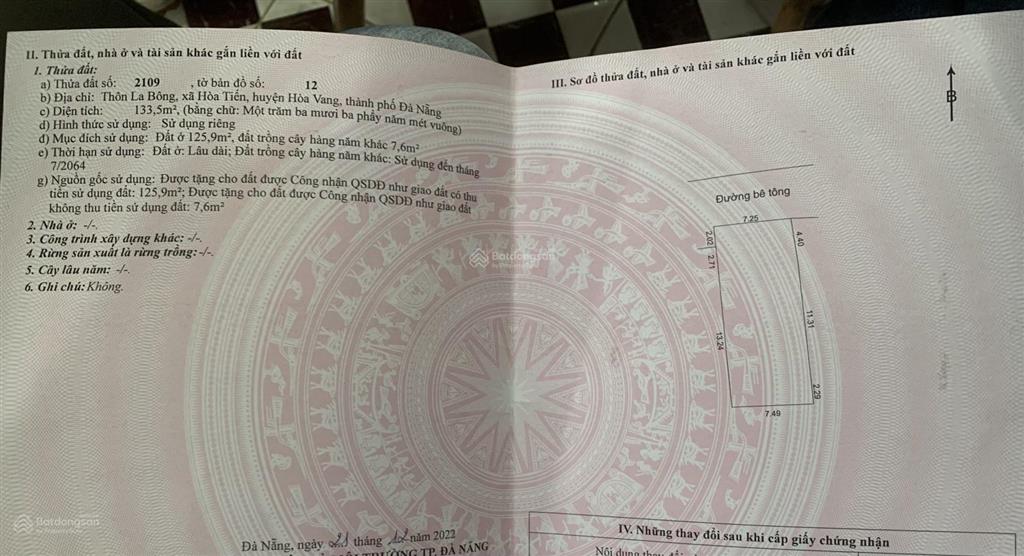 II. Thửa đất, nhà ở và tài sản khác gắn liền với đất
1. Thửa đất:
a) Thửa đất số: 2109 , tờ bản đồ số: 12
b) Địa chỉ: Thôn La Bông, xã Hòa Tiến, huyện Hòa Vang, thành phố Đà Nẵng
c) Diện tích: 133,5m², (bằng chữ: Một trăm ba mươi ba phẩy năm mét vuông)
d) Hình thức sử dụng: Sử dụng riêng
đ) Mục đích sử dụng: Đất ở 125,9m², đất trồng cây hàng năm khác 7,6m²
e) Thời hạn sử dụng: Đất ở: Lâu dài; Đất trồng cây hàng năm khác: Sử dụng đến tháng
7/2064
g) Nguồn gốc sử dụng: Được tặng cho đất được Công nhận QSDĐ như giao đất có thu
tiền sử dụng đất: 125,9m²; Được tặng cho đất được Công nhận QSDĐ như giao đất
không thu tiền sử dụng đất: 7,6m²
2. Nhà ở: -/-.
3. Công trình xây dựng khác: -/-.
4. Rừng sản xuất là rừng trồng:-/-.
5. Cây lâu năm: -/-.
6. Ghi chú: Không.
Đà Nẵng, ngày 21 tháng 12 năm 2022
TRƯỜNG TP. ĐÀ NẴNG
III. Sơ đồ thửa đất, nhà ở và tài sản khác gắn liền với đất
B
Đường bê tông
7.25
2.02
4.40
2.71
11.31
13.24
2.29
7.49
IV. Những thay đổi sau khi cấp giấy chứng nhận
Nội dung thay
Batdongsan
Batdongsan